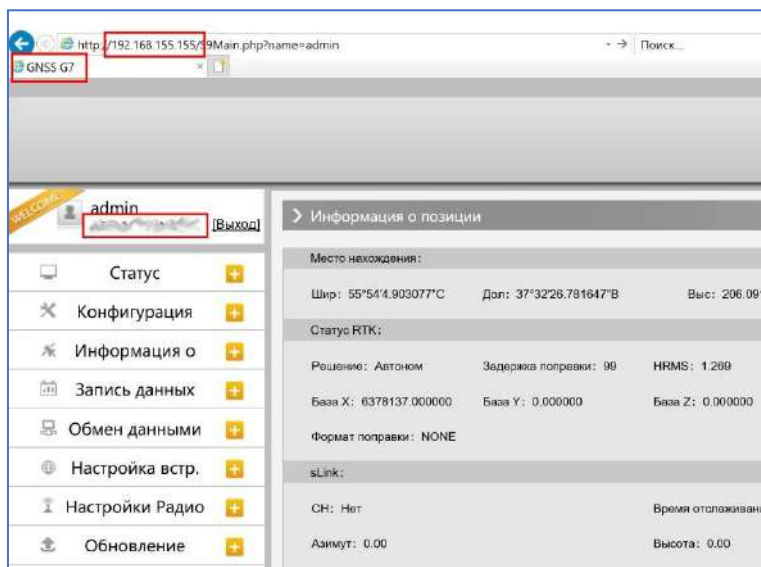 http://192.168.155.155/99Main.php?name=admin
Поиск...
GNSS G7
WELCOME
admin
[Выход]
Информация о позиции
Статус
Конфигурация
Информация о
Запись данных
Обмен данными
Настройка встр.
Настройки Радио
Обновление
Место нахождения:
Шир: 55°54'4.903077"С Дол: 37°32'26.781647"В Выс: 206.09
Статус RTK:
Решение: Автоном Задержка поправки: 99 HRMS: 1.269
База X: 6378137.000000 База Y: 0.000000 База Z: 0.000000
Формат поправки: NONE
sLink:
СН: Нет Время отслеживан
Азимут: 0.00 Высота: 0.00